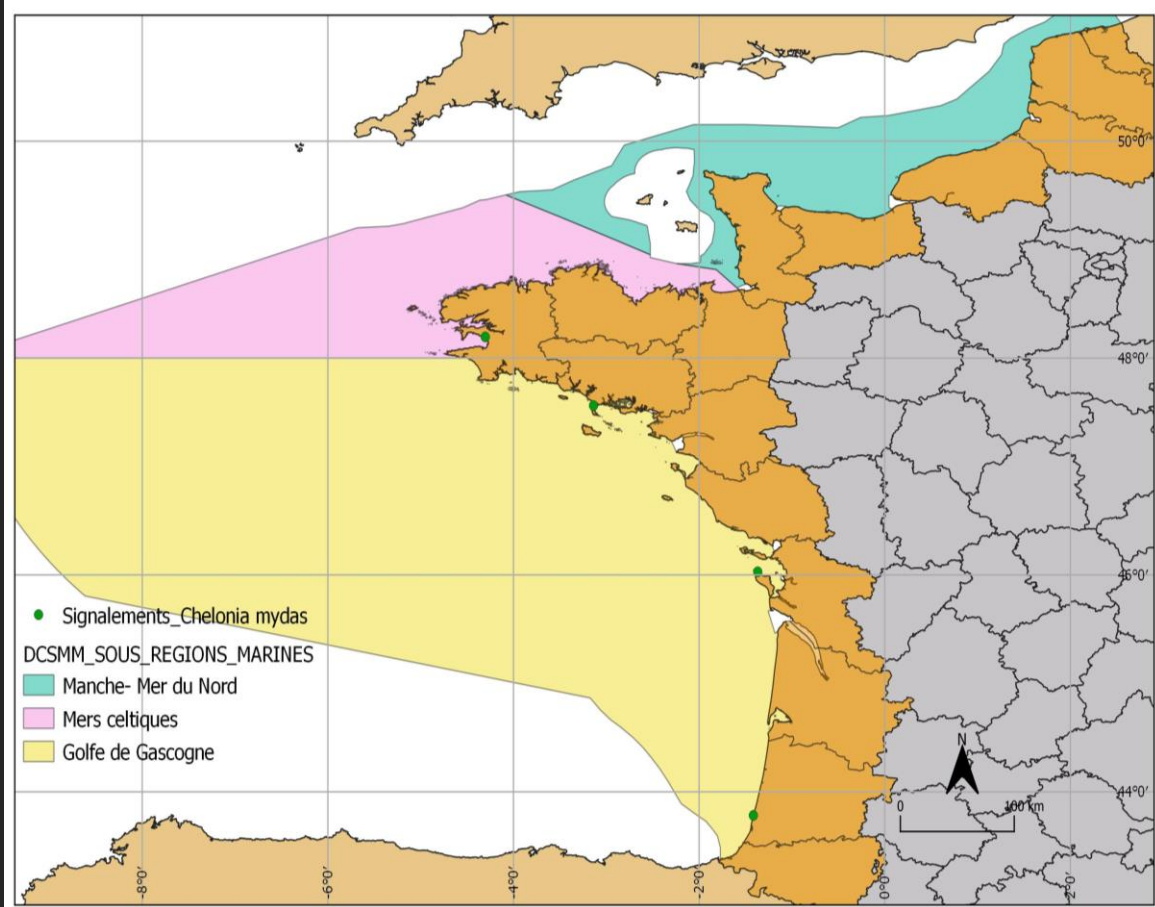 50°0'
48°0'
46°0'
Signalements_Chelonia mydas
DCSMM_SOUS_REGIONS_MARINES
Manche- Mer du Nord
Mers celtiques
Golfe de Gascogne
N
44°0'
0 100 km
-8°0' -6°0' -4°0' -2°0' 0°0' 2°0'